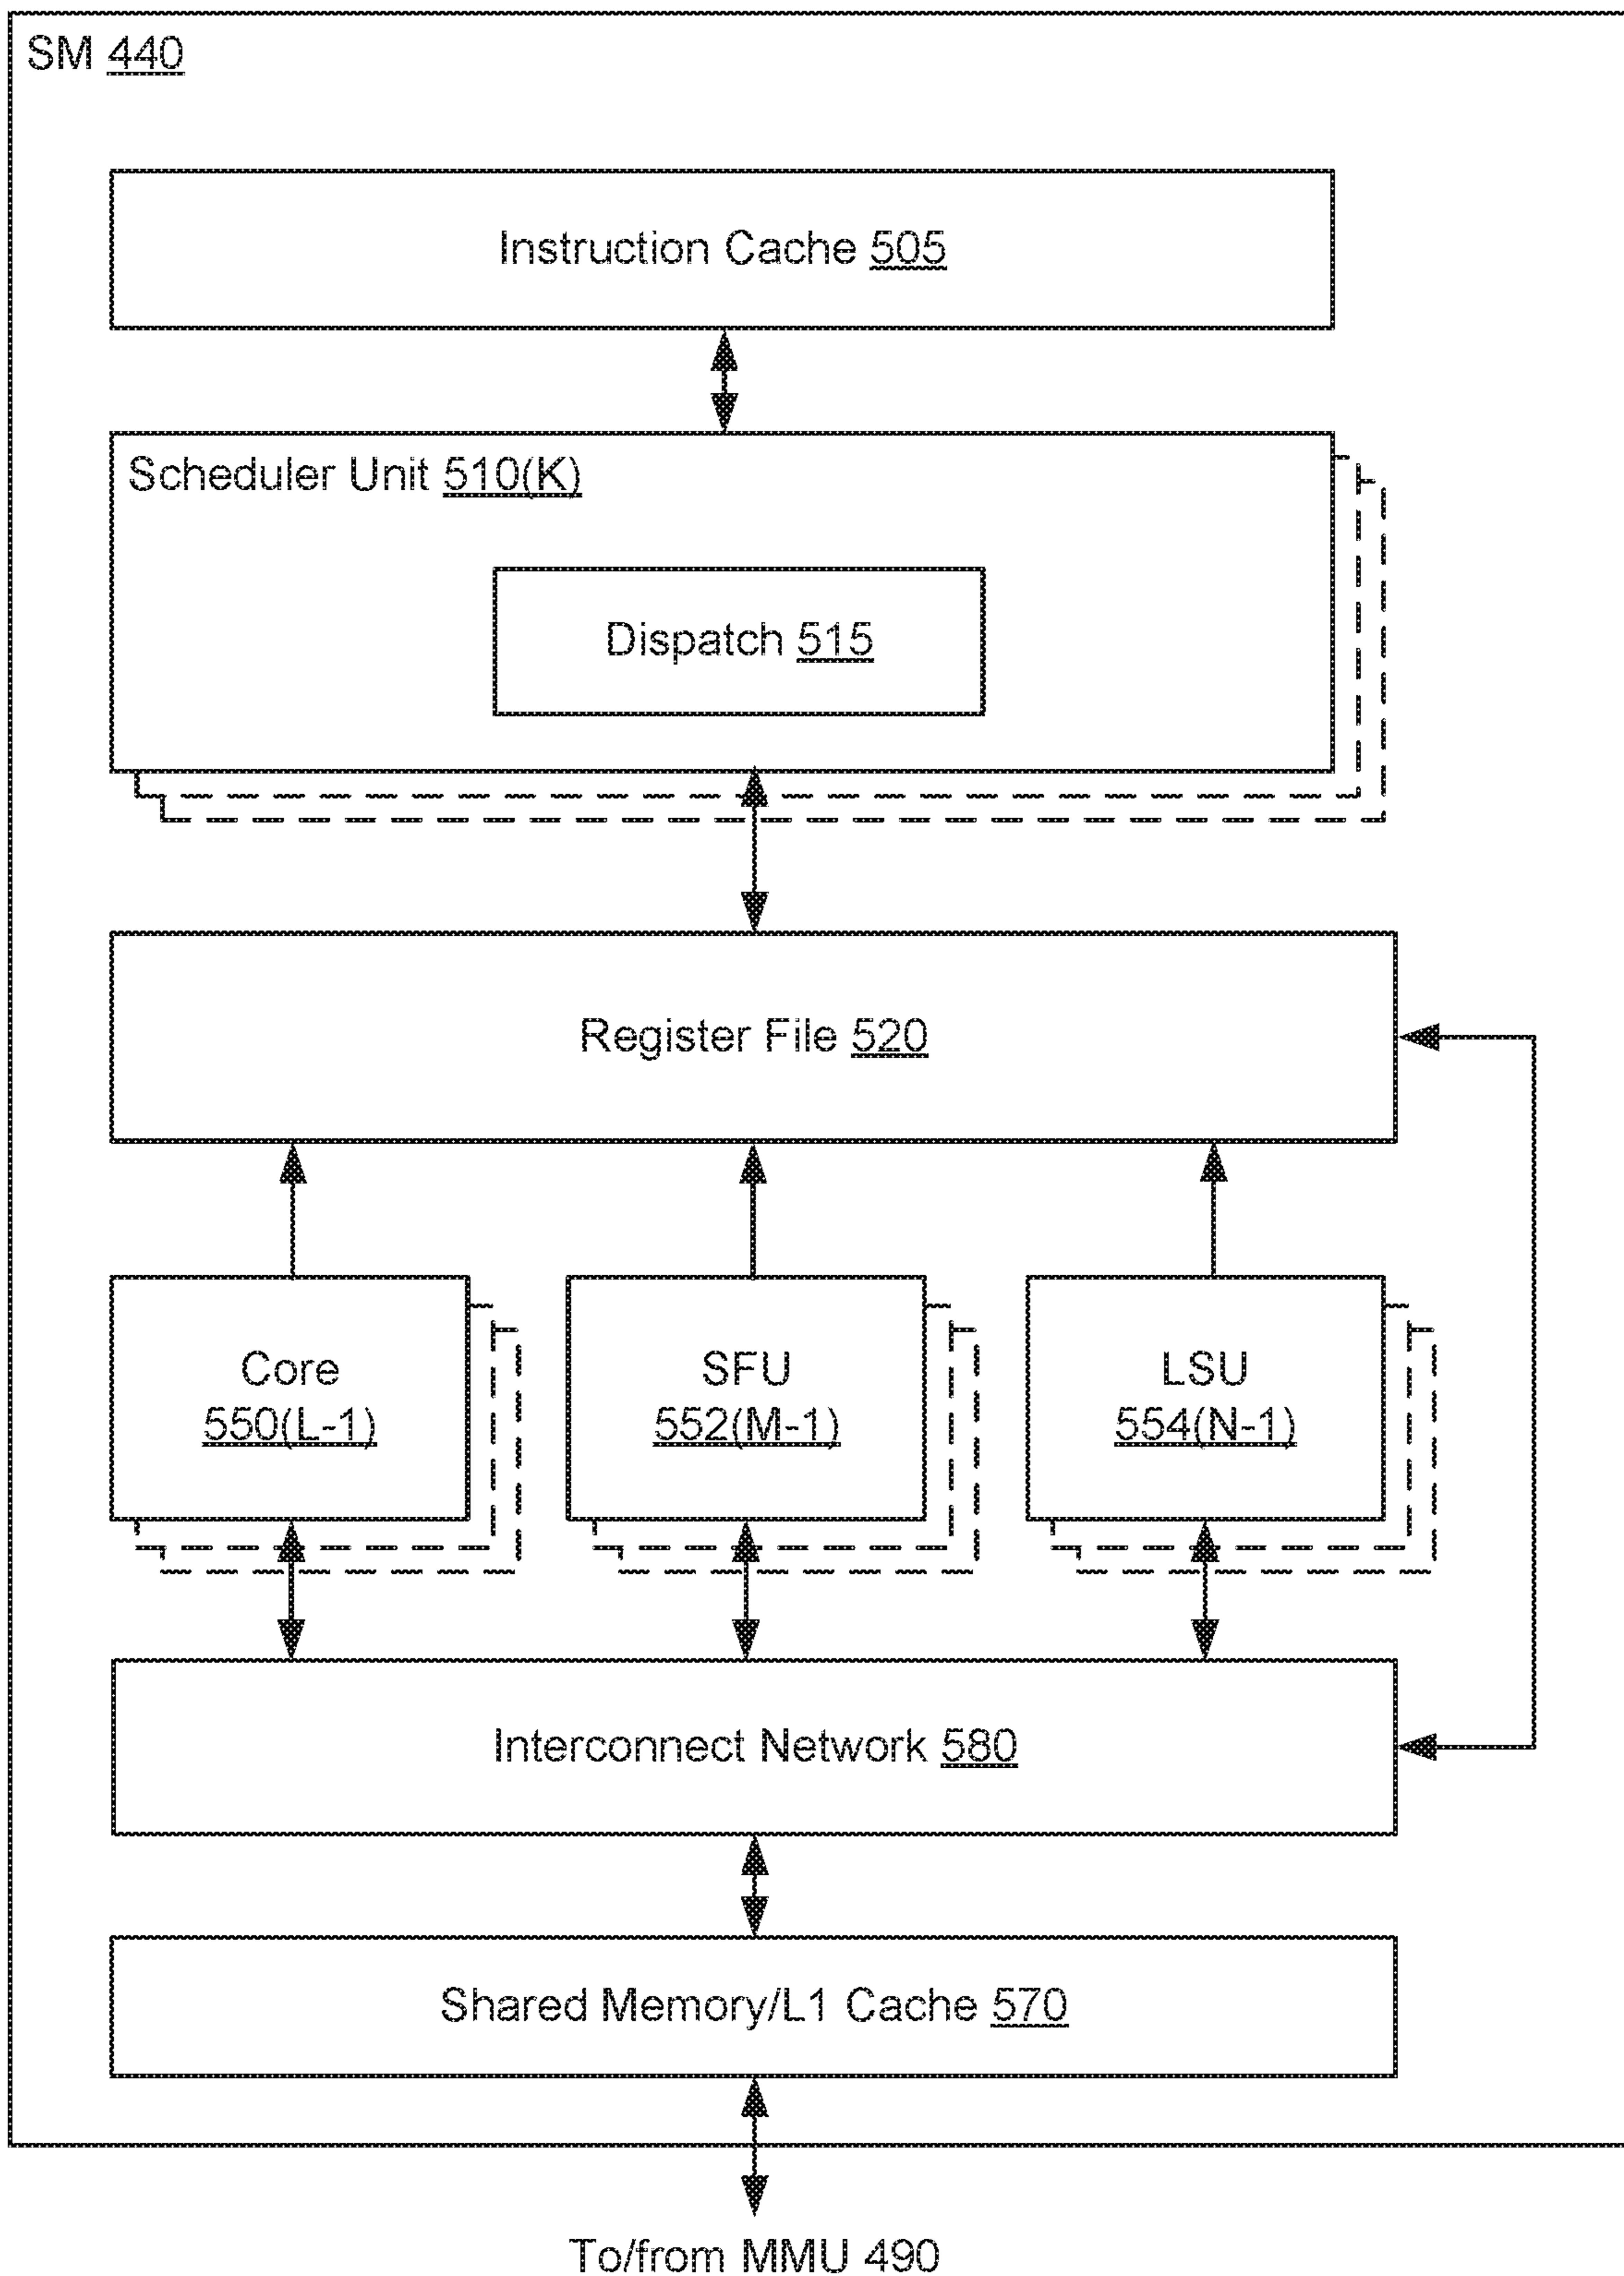 SM 440
Instruction Cache 505
Scheduler Unit 510(K)
Dispatch 515
Register File 520
Core
550(L-1)
SFU
552(M-1)
LSU
554(N-1)
Interconnect Network 580
Shared Memory/L1 Cache 570
To/from MMU 490